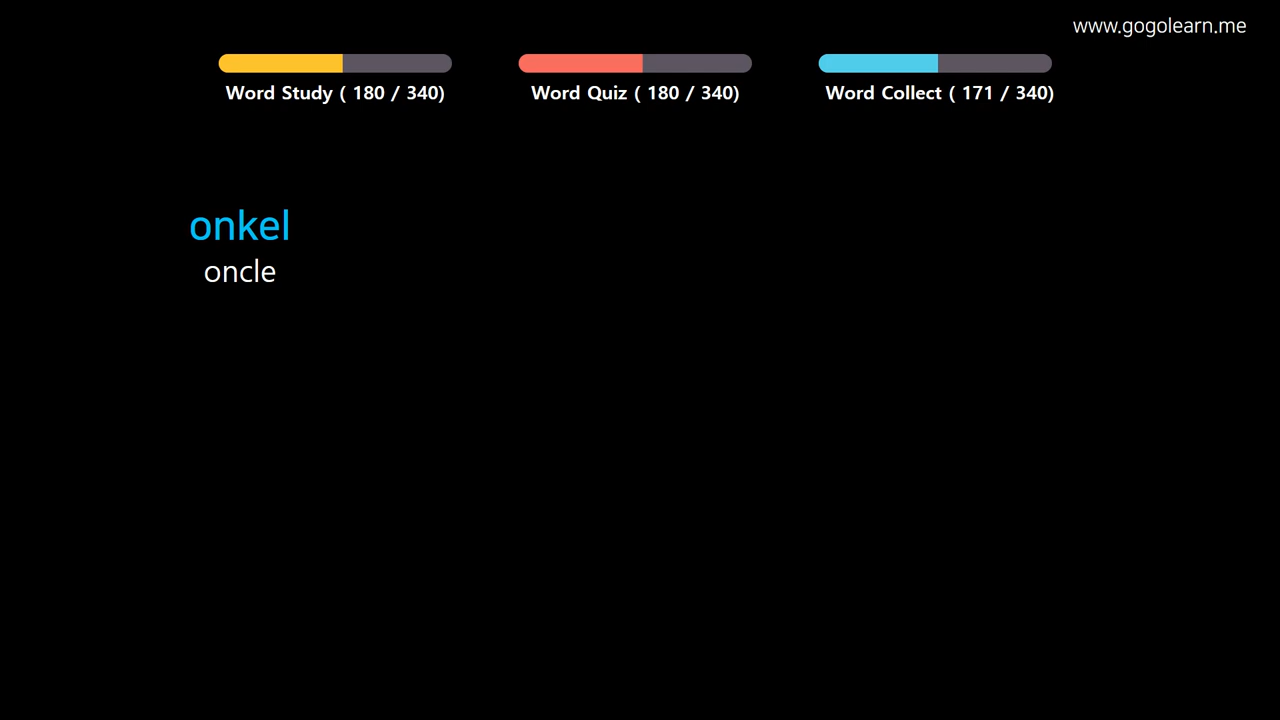 www.gogolearn.me
Word Study ( 180 / 340)
Word Quiz ( 180 / 340)
Word Collect ( 171 / 340)
onkel
oncle